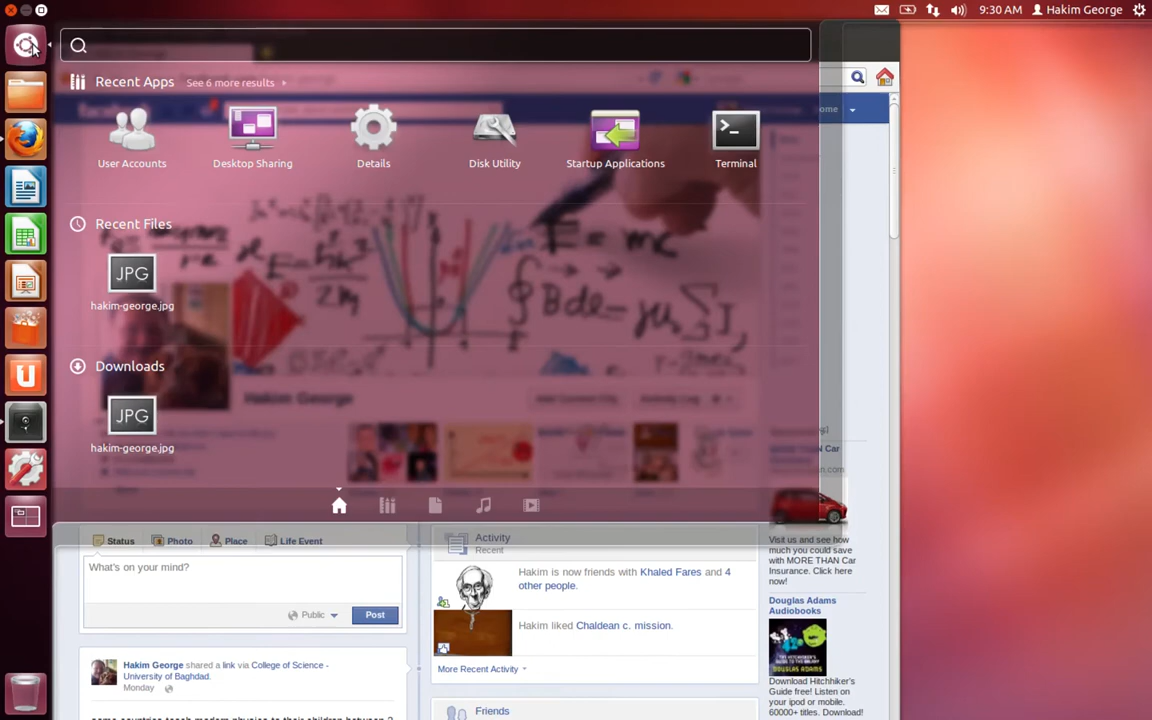 9:30 AM
Hakim George
Recent Apps
See 6 more results
User Accounts
Desktop Sharing
Details
Disk Utility
Startup Applications
Terminal
Recent Files
JPG
hakim-george.jpg
Downloads
JPG
hakim-george.jpg
Hakim George
Status
Photo
Place
Life Event
What's on your mind?
Public
Post
Hakim George shared a link via College of Science -
University of Baghdad.
Monday
Activity
Recent
Hakim is now friends with Khaled Fares and 4
other people.
Hakim liked Chaldean c. mission.
More Recent Activity
Friends
Visit us and see how
much you could save
with MORE THAN Car
Insurance. Click here
now!
Douglas Adams
Audiobooks
Download Hitchhiker's
Guide free! Listen on
your ipod or mobile.
60000+ titles. Download!